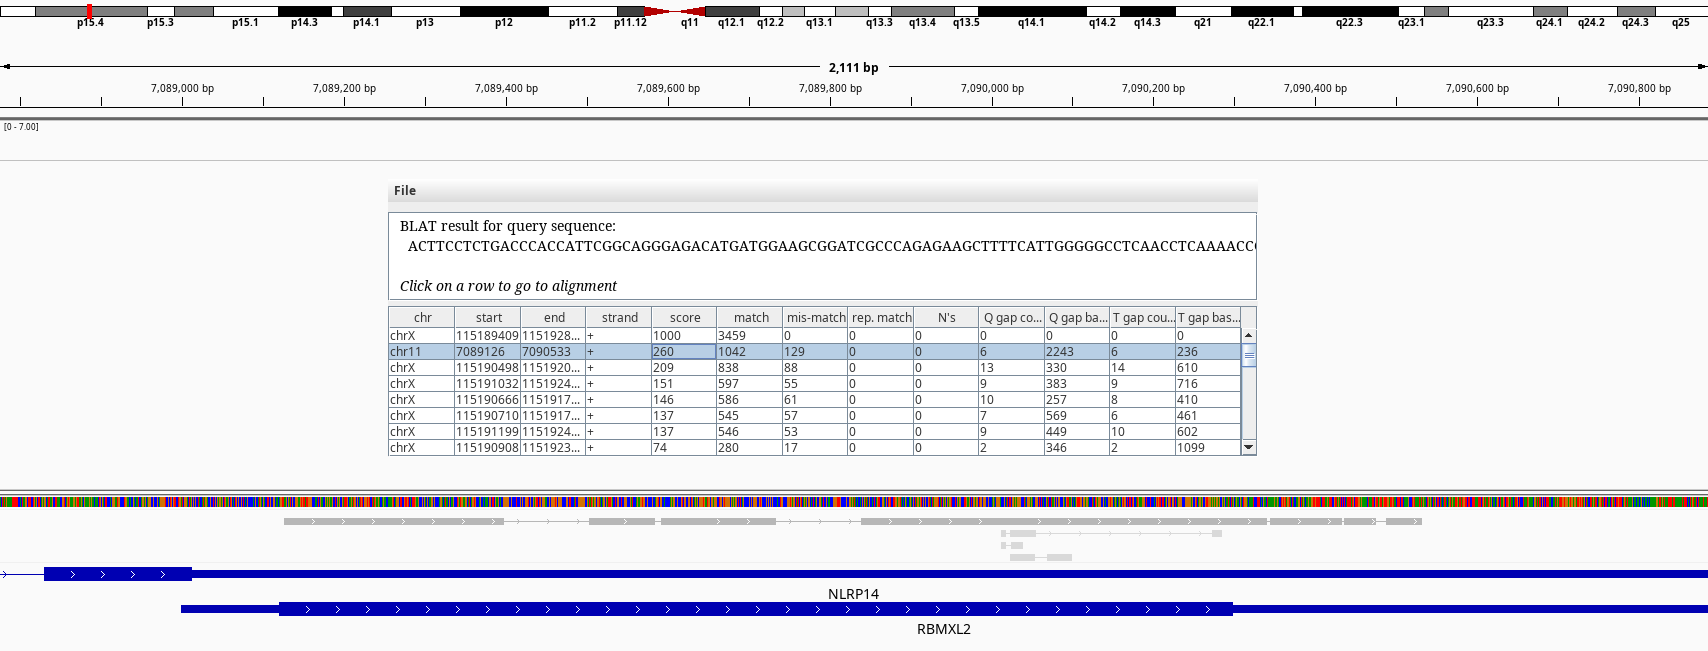 p15.4 p15.3 p15.1 p14.3 p14.1 p13 p12 p11.2 p11.12 q11 q12.1 q12.2 q13.1 q13.3 q13.4 q13.5 q14.1 q14.2 q14.3 q21 q22.1 q22.3 q23.1 q23.3 q24.1 q24.2 q24.3 q25
2,111 bp
7,089,000 bp 7,089,200 bp 7,089,400 bp 7,089,600 bp 7,089,800 bp 7,090,000 bp 7,090,200 bp 7,090,400 bp 7,090,600 bp 7,090,800 bp
[0 - 7.00]
File
BLAT result for query sequence:
ACTTCCTCTGACCCACCATTCGGCAGGGAGACATGATGGAAGCGGATCGCCCAGAGAAGCTTTTCATTGGGGGCCTCAACCTCAAAACC
Click on a row to go to alignment
chr start end strand score match mis-match rep. match N's Q gap co... Q gap ba... T gap cou... T gap bas...
chrX 115189409 1151928... + 1000 3459 0 0 0 0 0 0 0
chr11 7089126 7090533 + 260 1042 129 0 0 6 2243 6 236
chrX 115190498 1151920... + 209 838 88 0 0 13 330 14 610
chrX 115191032 1151924... + 151 597 55 0 0 9 383 9 716
chrX 115190666 1151917... + 146 586 61 0 0 10 257 8 410
chrX 115190710 1151917... + 137 545 57 0 0 7 569 6 461
chrX 115191199 1151924... + 137 546 53 0 0 9 449 10 602
chrX 115190908 1151923... + 74 280 17 0 0 2 346 2 1099
NLRP14
RBMXL2